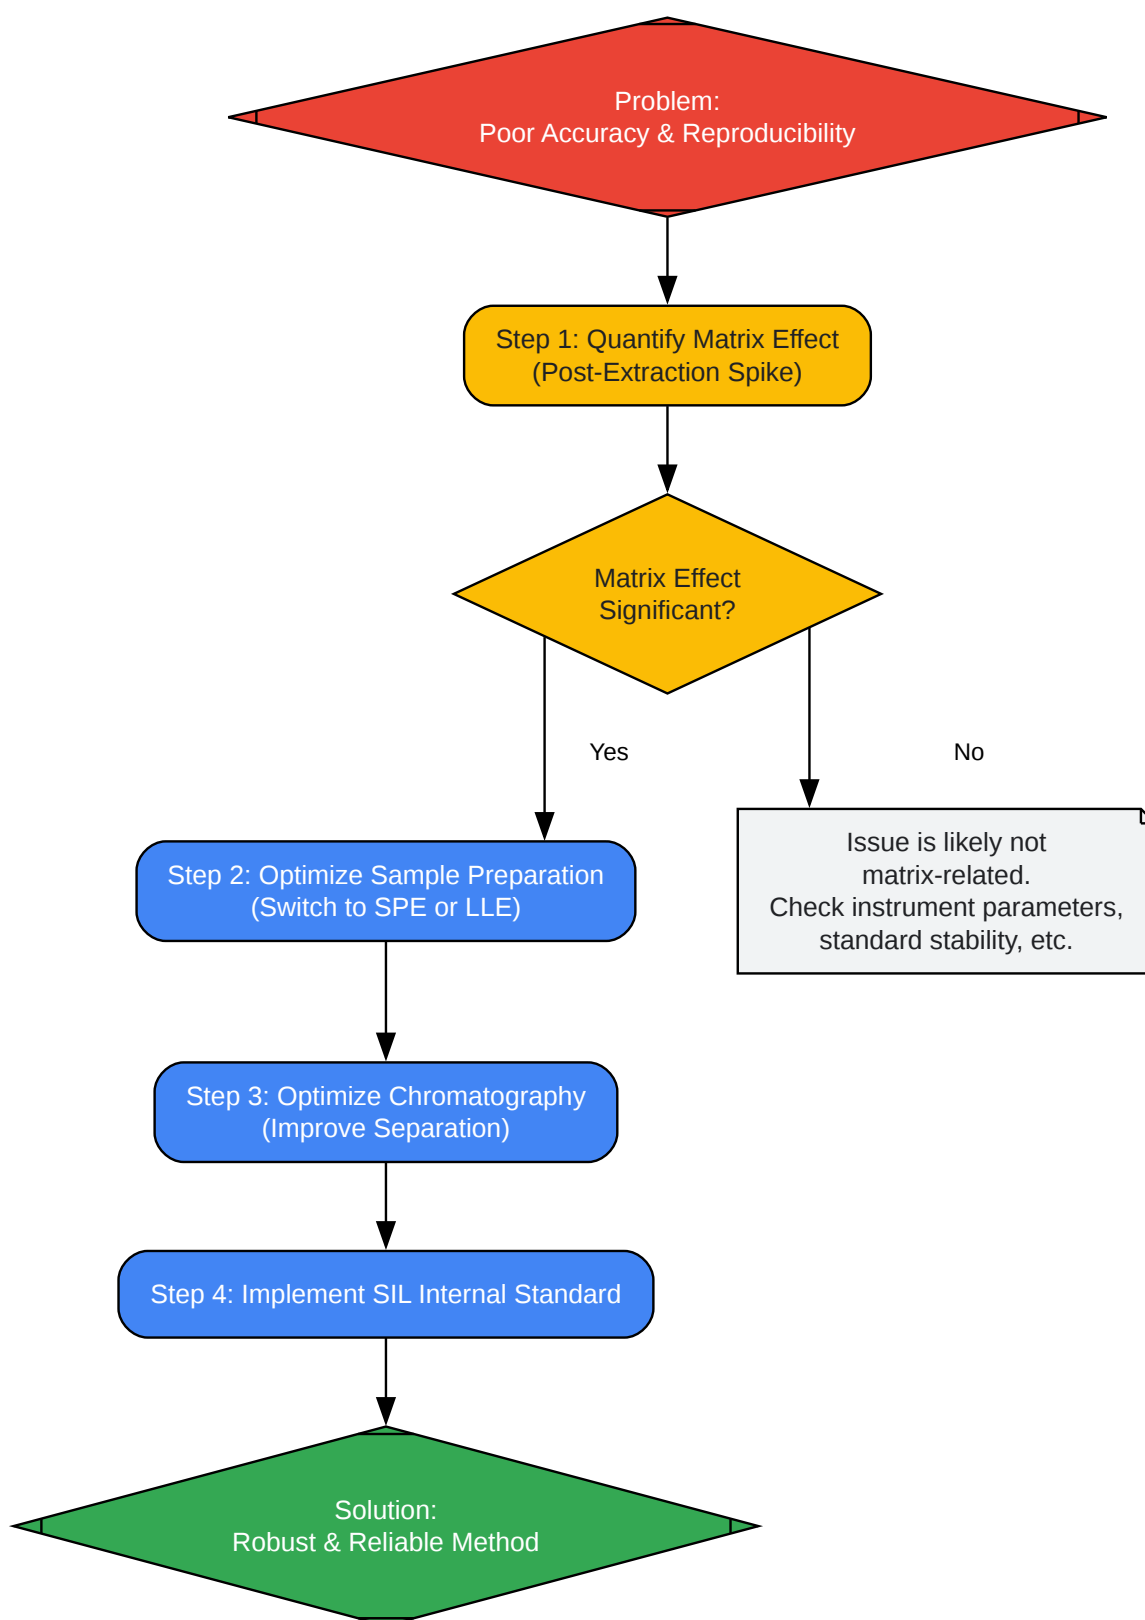 Problem:
Poor Accuracy & Reproducibility
Step 1: Quantify Matrix Effect
(Post-Extraction Spike)
Matrix Effect
Significant?
Yes
No
Step 2: Optimize Sample Preparation
(Switch to SPE or LLE)
Issue is likely not
matrix-related.
Check instrument parameters,
standard stability, etc.
Step 3: Optimize Chromatography
(Improve Separation)
Step 4: Implement SIL Internal Standard
Solution:
Robust & Reliable Method